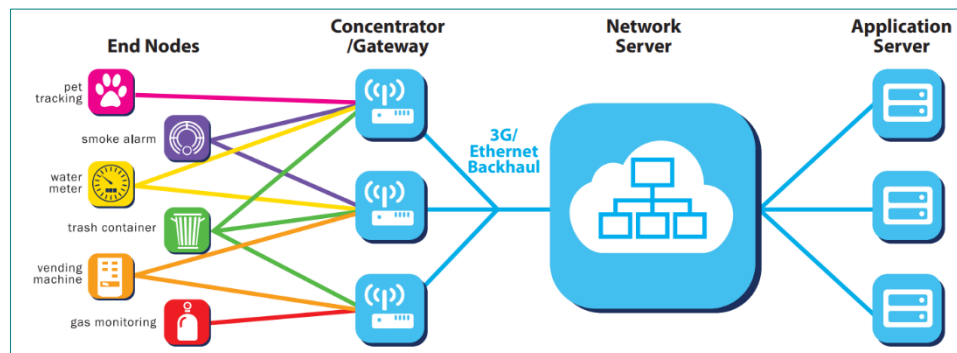 End Nodes
Concentrator
/Gateway
Network
Server
Application
Server
pet
tracking
smoke alarm
water
meter
trash container
vending
machine
gas monitoring
3G/
Ethernet
Backhaul